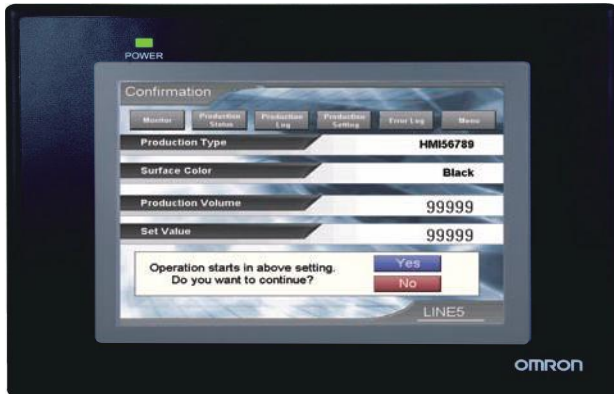 POWER
Confirmation
Monitor
Production
Status
Production
Log
Production
Setting
Error Log
Menu
Production Type HMI56789
Surface Color Black
Production Volume 99999
Set Value 99999
Operation starts in above setting.
Do you want to continue?
Yes
No
LINE5
OMRON